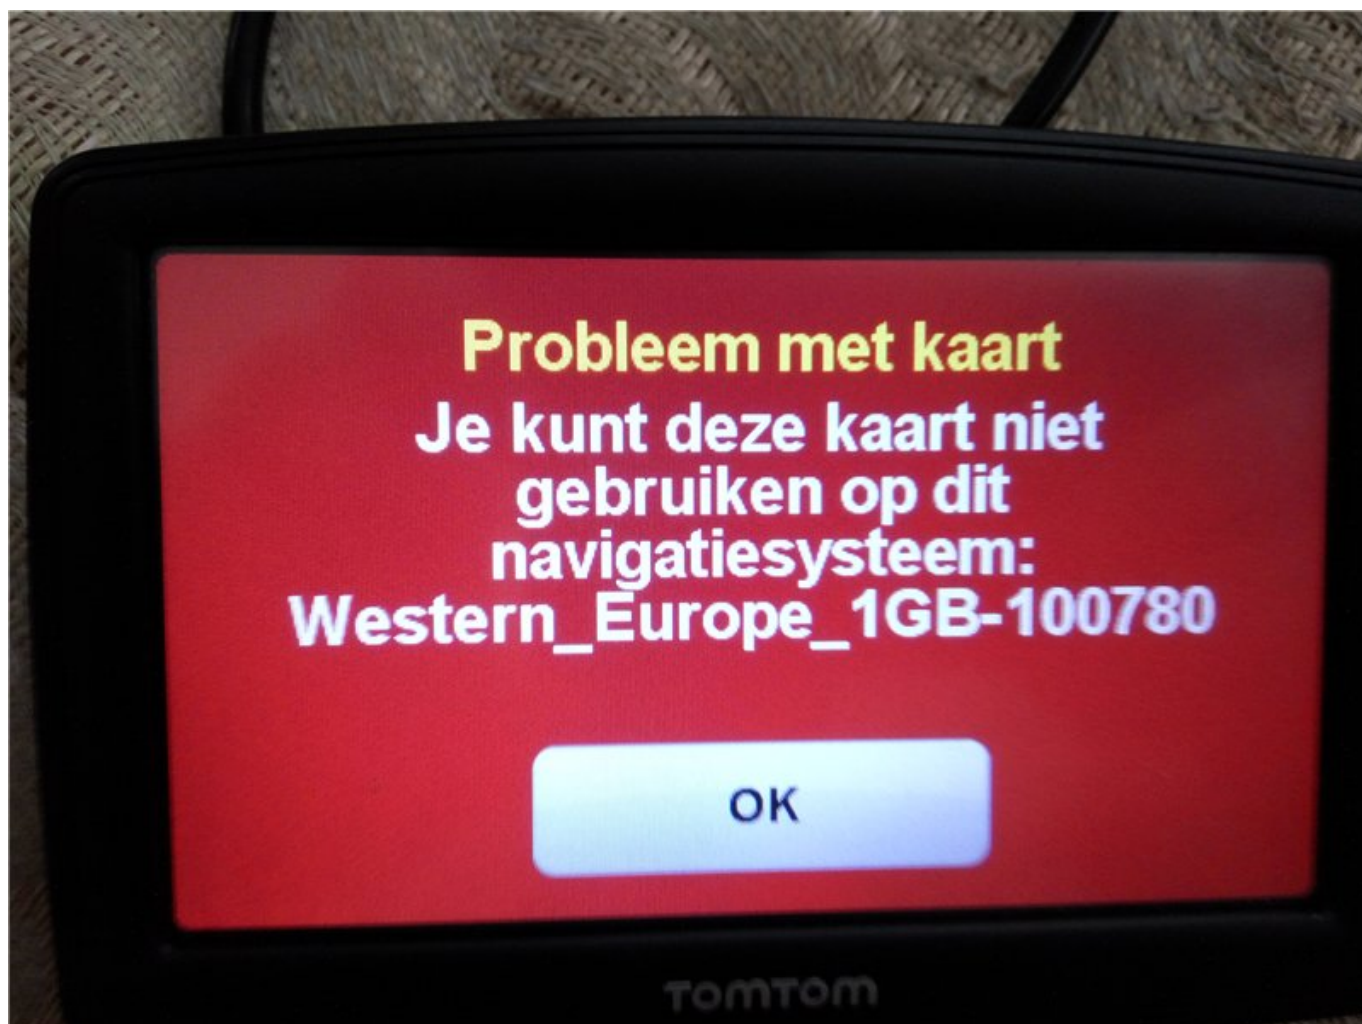 Probleem met kaart
Je kunt deze kaart niet
gebruiken op dit
navigatiesysteem:
Western_Europe_1GB-100780
OK
TOMTOM